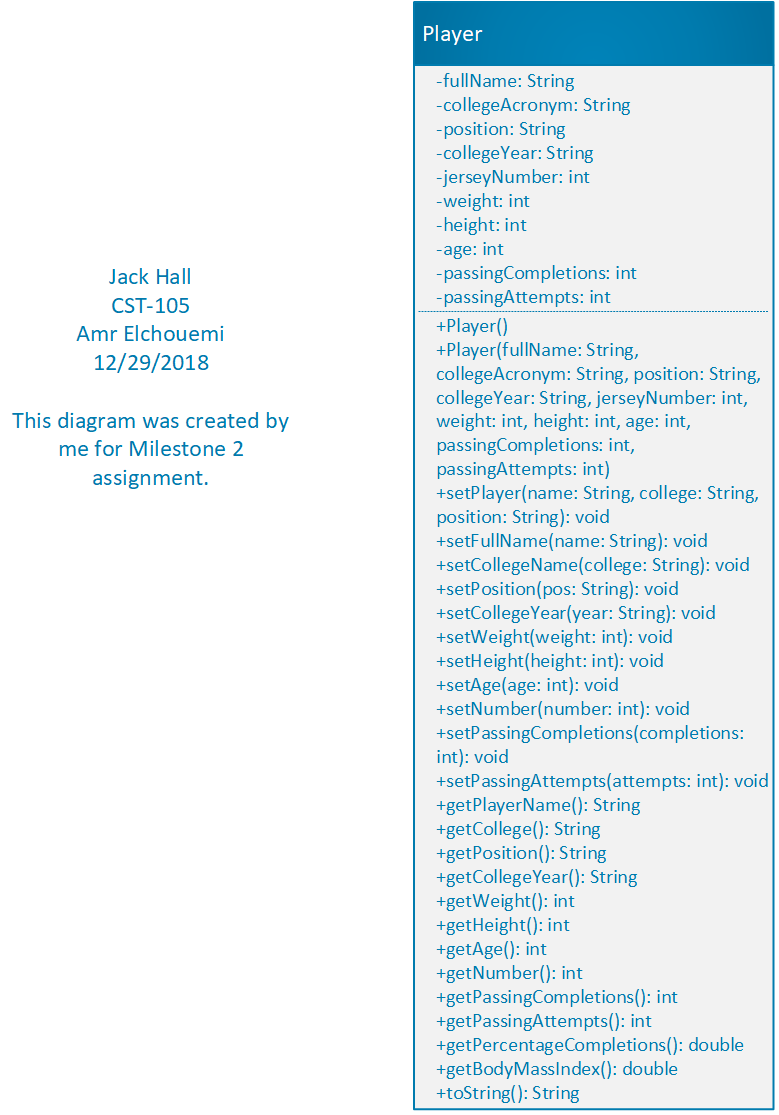 Jack Hall
CST-105
Amr Elchouemi
12/29/2018
This diagram was created by
me for Milestone 2
assignment.
Player
-fullName: String
-collegeAcronym: String
-position: String
-collegeYear: String
-jerseyNumber: int
-weight: int
-height: int
-age: int
-passingCompletions: int
-passingAttempts: int
+Player()
+Player(fullName: String,
collegeAcronym: String, position: String,
collegeYear: String, jerseyNumber: int,
weight: int, height: int, age: int,
passingCompletions: int,
passingAttempts: int)
+setPlayer(name: String, college: String,
position: String): void
+setFullName(name: String): void
+setCollegeName(college: String): void
+setPosition(pos: String): void
+setCollegeYear(year: String): void
+setWeight(weight: int): void
+setHeight(height: int): void
+setAge(age: int): void
+setNumber(number: int): void
+setPassingCompletions(completions:
int): void
+setPassingAttempts(attempts: int): void
+getPlayerName(): String
+getCollege(): String
+getPosition(): String
+getCollegeYear(): String
+getWeight(): int
+getHeight(): int
+getAge(): int
+getNumber(): int
+getPassingCompletions(): int
+getPassingAttempts(): int
+getPercentageCompletions(): double
+getBodyMassIndex(): double
+toString(): String